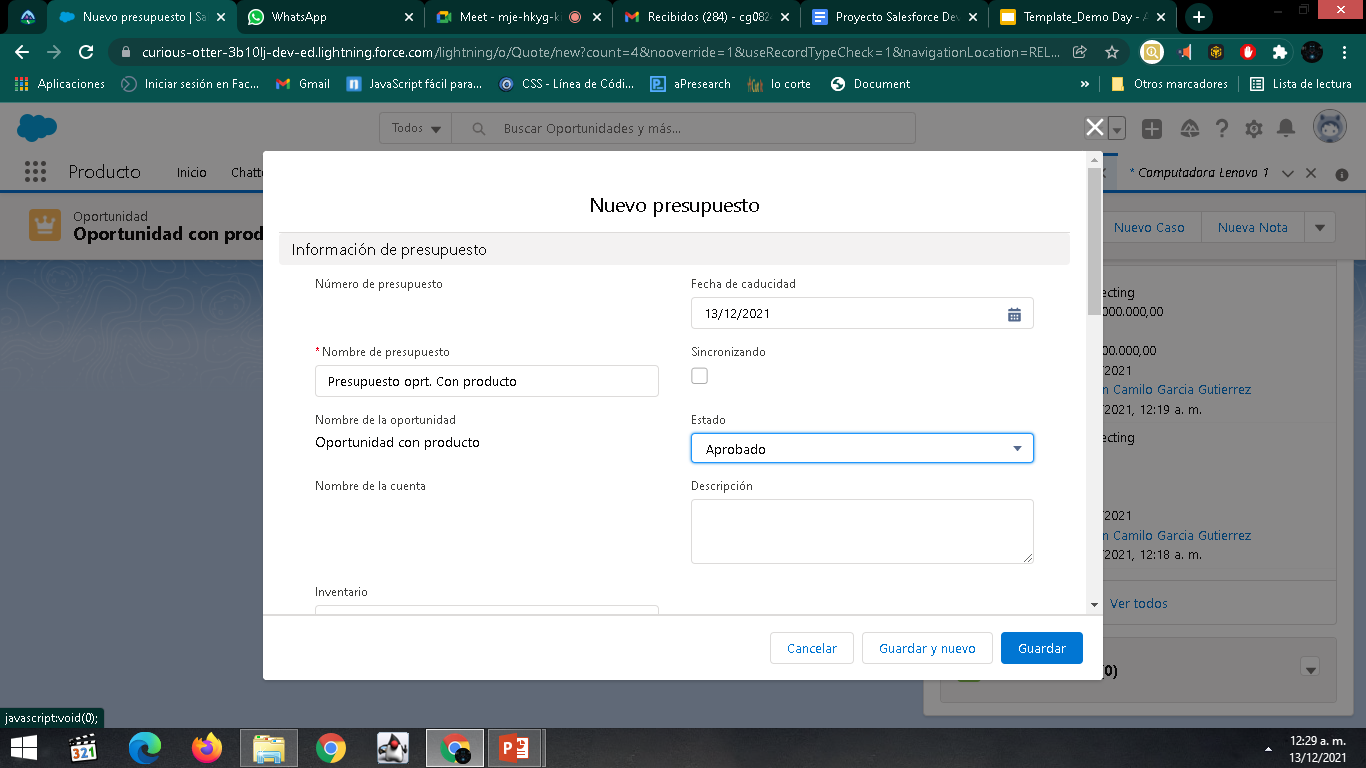 Nuevo presupuesto | Sa
WhatsApp
Meet - mje-hkyg-k
Recibidos (284) - cg082
Proyecto Salesforce De
Template_Demo Day - A
curious-otter-3b10lj-dev-ed.lightning.force.com/lightning/o/Quote/new?count=4&nooverride=1&useRecordTypeCheck=1&navigationLocation=REL...
Aplicaciones
Iniciar sesión en Fac...
Gmail
JavaScript fácil para...
CSS - Línea de Códi...
aPresearch
lo corte
Document
»
Otros marcadores
Lista de lectura
Todos
Buscar Oportunidades y más...
Producto
Inicio
Chatt
* Computadora Lenovo 1
Oportunidad
Oportunidad con prod
Nuevo Caso
Nueva Nota
Nuevo presupuesto
Información de presupuesto
Número de presupuesto
Fecha de caducidad
13/12/2021
*Nombre de presupuesto
Presupuesto oprt. Con producto
Sincronizando
Nombre de la oportunidad
Oportunidad con producto
Estado
Aprobado
Nombre de la cuenta
Descripción
Inventario
Cancelar
Guardar y nuevo
Guardar
ecting
000.000,00
00.000,00
/2021
n Camilo Garcia Gutierrez
/2021, 12:19 a. m.
ecting
/2021
n Camilo Garcia Gutierrez
/2021, 12:18 a. m.
Ver todos
(0)
javascript:void(0);
321
12:29 a. m.
13/12/2021